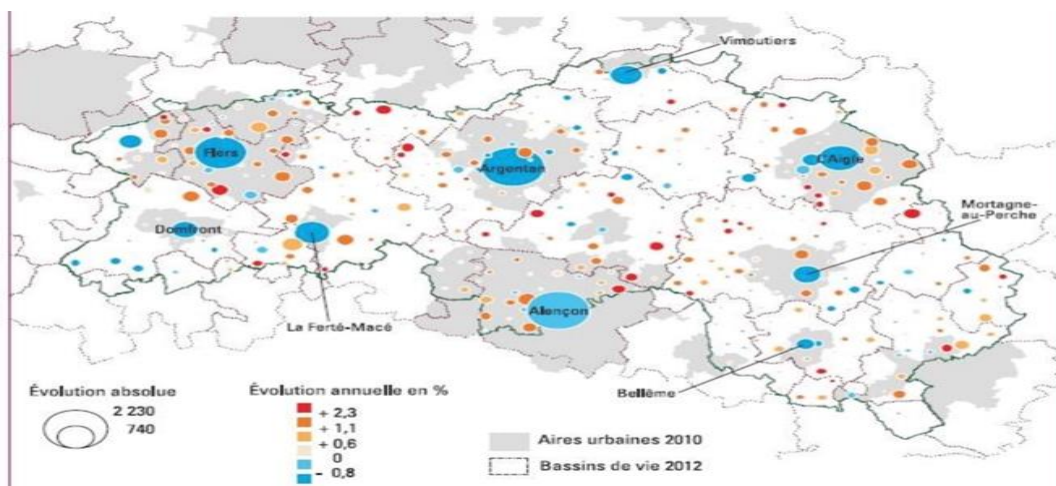 Vimoutiers
Flers
Argentan
L'Aigle
Mortagne-
au-Perche
Domfront
La Ferté-Macé
Alençon
Bellême
Évolution absolue
2 230
740
Évolution annuelle en %
+ 2,3
+ 1,1
+ 0,6
0
- 0,8
Aires urbaines 2010
Bassins de vie 2012